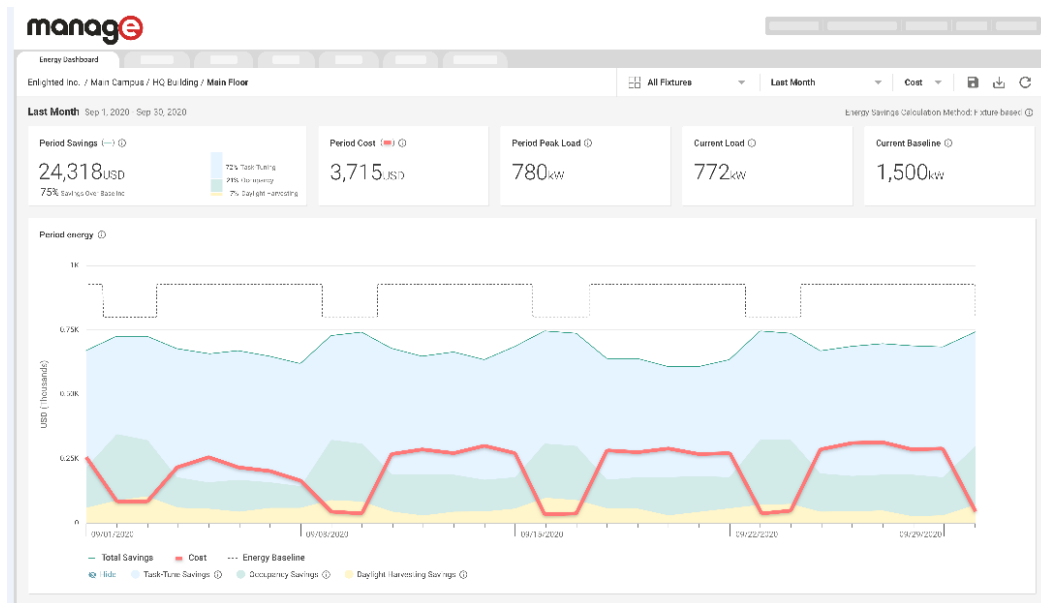 manage
Energy Dashboard
Enlighted Inc. / Main Campus / HQ Building / Main Floor
All Fixtures
Last Month
Cost
Last Month Sep 1, 2020 - Sep 30, 2020
Energy Savings Calculation Method: Fixture based
Period Savings
24,318USD
75% Savings Over Baseline
72% Task Tuning
21% Occupancy
7% Daylight Harvesting
Period Cost
3,715USD
Period Peak Load
780kW
Current Load
772kW
Current Baseline
1,500kW
Period energy
1K
0.75K
0.50K
0.25K
0
USD (Thousands)
09/01/2020
09/08/2020
09/15/2020
09/22/2020
09/29/2020
Total Savings
Cost
Energy Baseline
Hide
Task-Tune Savings
Occupancy Savings
Daylight Harvesting Savings